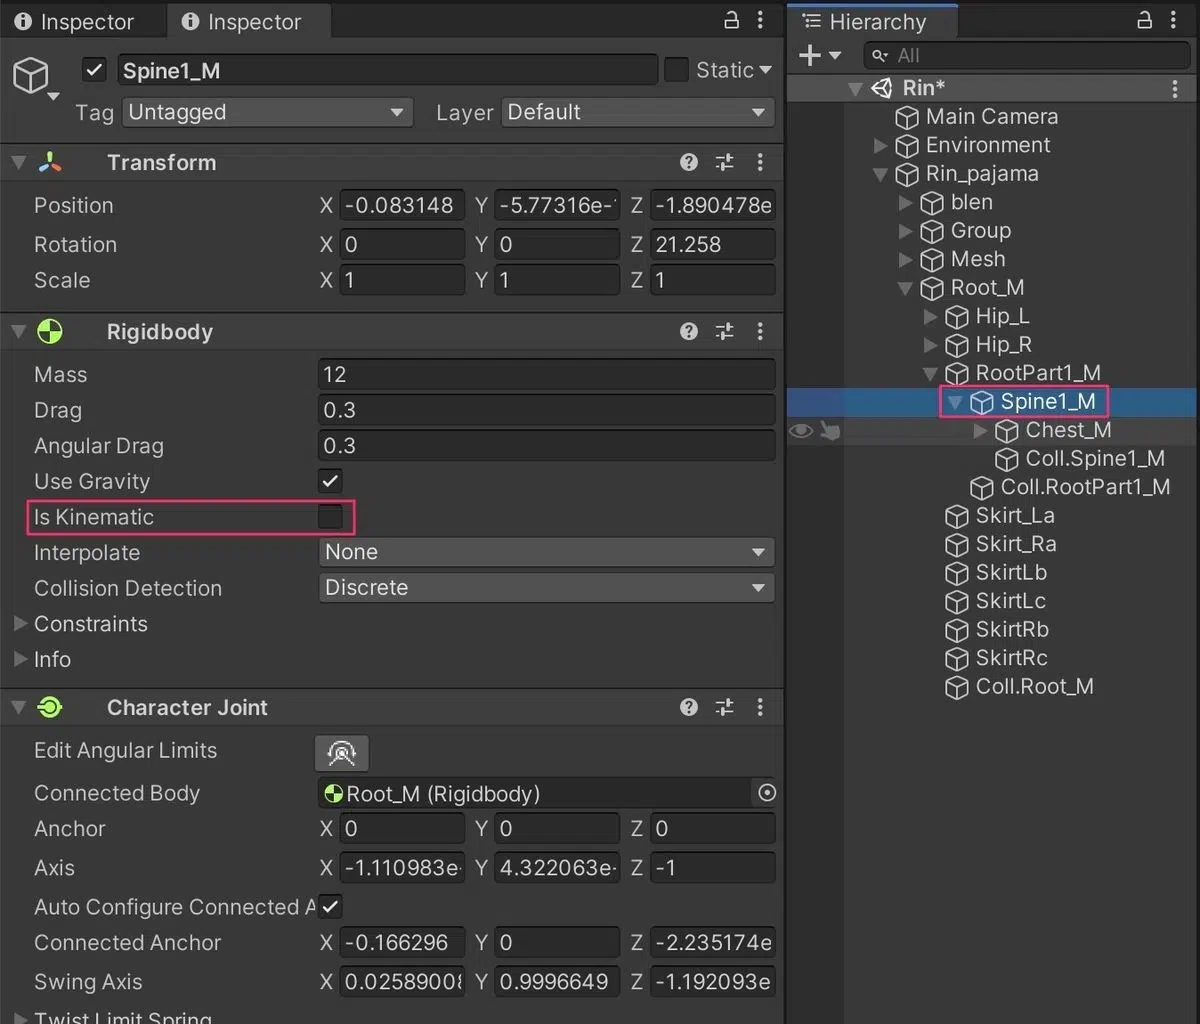 Inspector
Inspector
Spine1_M
Static
Tag Untagged Layer Default
Transform
Position X -0.083148 Y -5.77316e- Z -1.890478e
Rotation X 0 Y 0 Z 21.258
Scale X 1 Y 1 Z 1
Rigidbody
Mass 12
Drag 0.3
Angular Drag 0.3
Use Gravity
Is Kinematic
Interpolate None
Collision Detection Discrete
Constraints
Info
Character Joint
Edit Angular Limits
Connected Body Root_M (Rigidbody)
Anchor X 0 Y 0 Z 0
Axis X -1.110983e- Y 4.322063e- Z -1
Auto Configure Connected A
Connected Anchor X -0.166296 Y 0 Z -2.235174e
Swing Axis X 0.0258900 Y 0.9996649 Z -1.192093e
Twist Limit Spring
Hierarchy
All
Rin*
Main Camera
Environment
Rin_pajama
blen
Group
Mesh
Root_M
Hip_L
Hip_R
RootPart1_M
Spine1_M
Chest_M
Coll.Spine1_M
Coll.RootPart1_M
Skirt_La
Skirt_Ra
SkirtLb
SkirtLc
SkirtRb
SkirtRc
Coll.Root_M